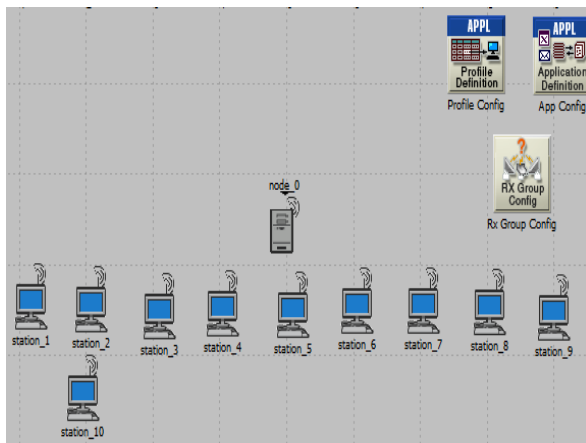 APPL
Profile
Definition
Profile Config
APPL
Application
Definition
App Config
?
RX Group
Config
Rx Group Config
node_0
station_1
station_2
station_3
station_4
station_5
station_6
station_7
station_8
station_9
station_10